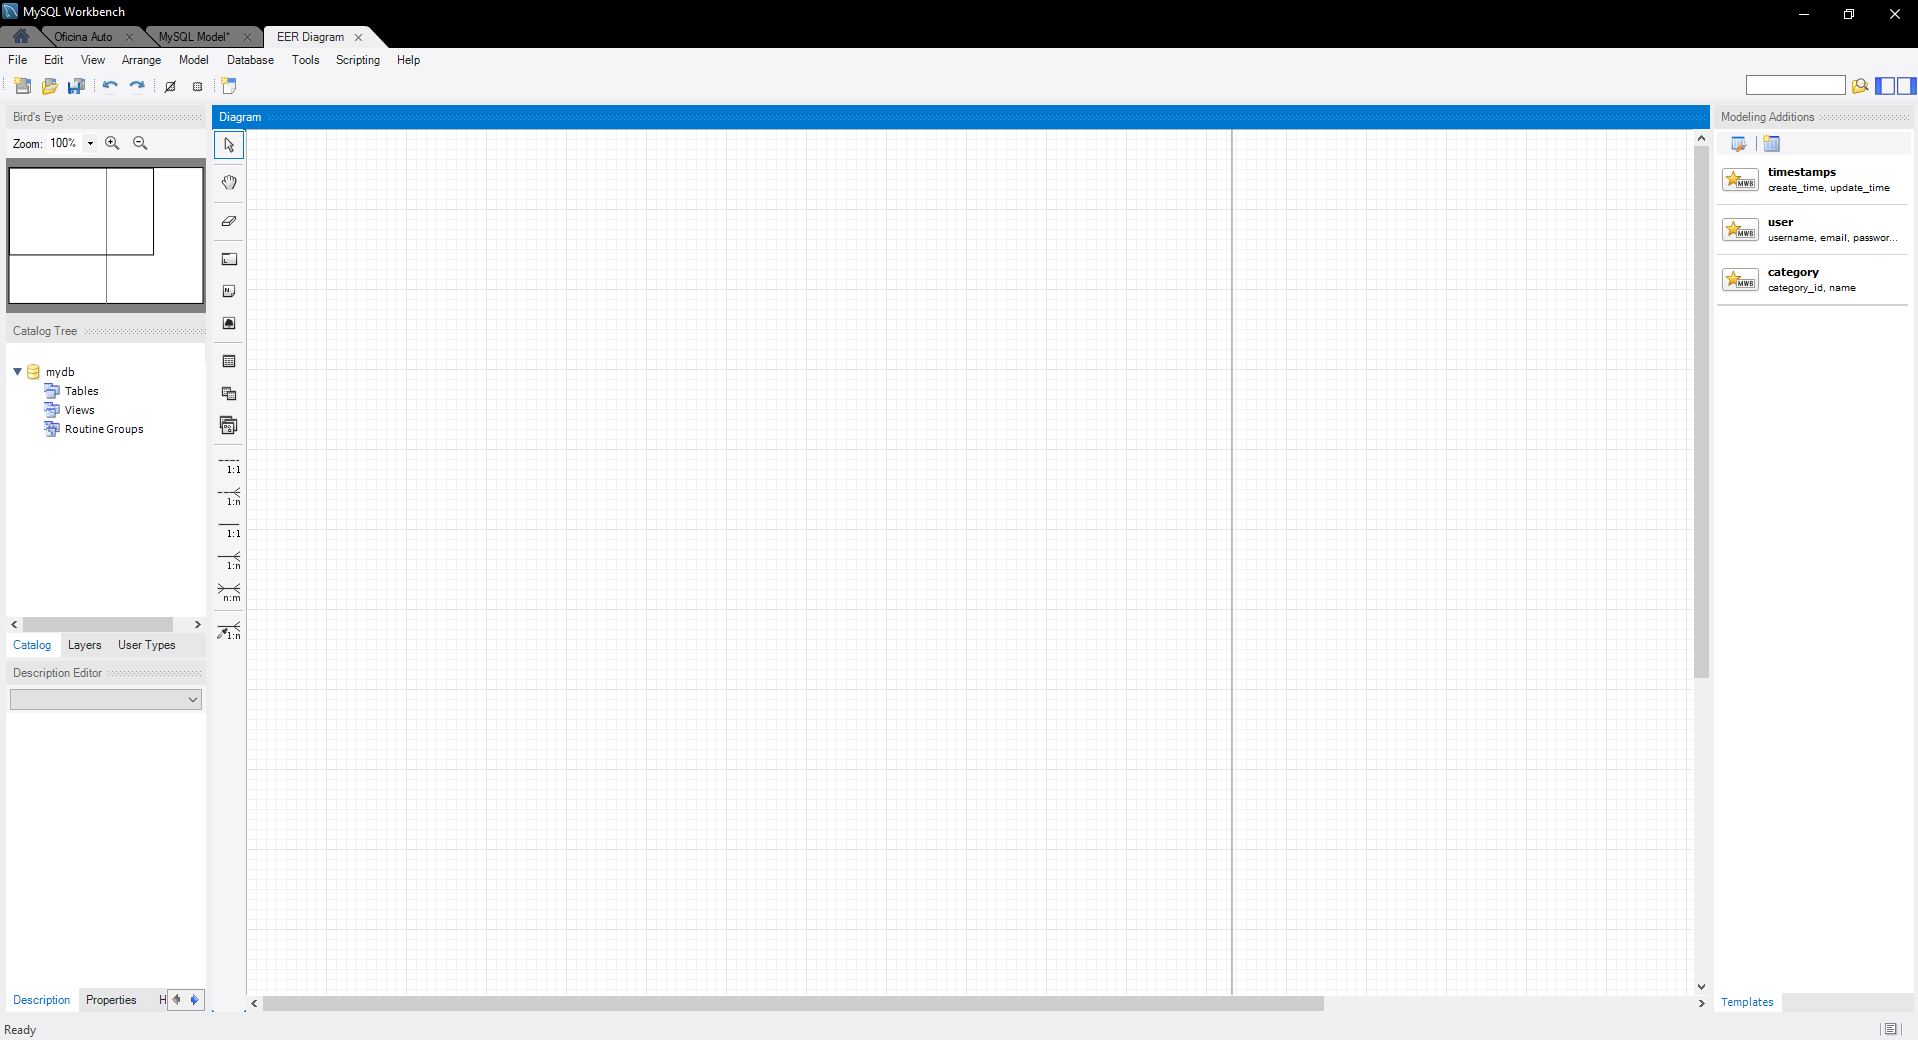 MySQL Workbench
Oficina Auto
MySQL Model*
EER Diagram
File Edit View Arrange Model Database Tools Scripting Help
Bird's Eye
Zoom: 100%
Catalog Tree
mydb
Tables
Views
Routine Groups
Catalog Layers User Types
Description Editor
Description Properties H
Ready
Diagram
N
1:1
1:n
1:1
1:n
n:m
1:n
Modeling Additions
MWB
timestamps
create_time, update_time
MWB
user
username, email, passwor...
MWB
category
category_id, name
Templates